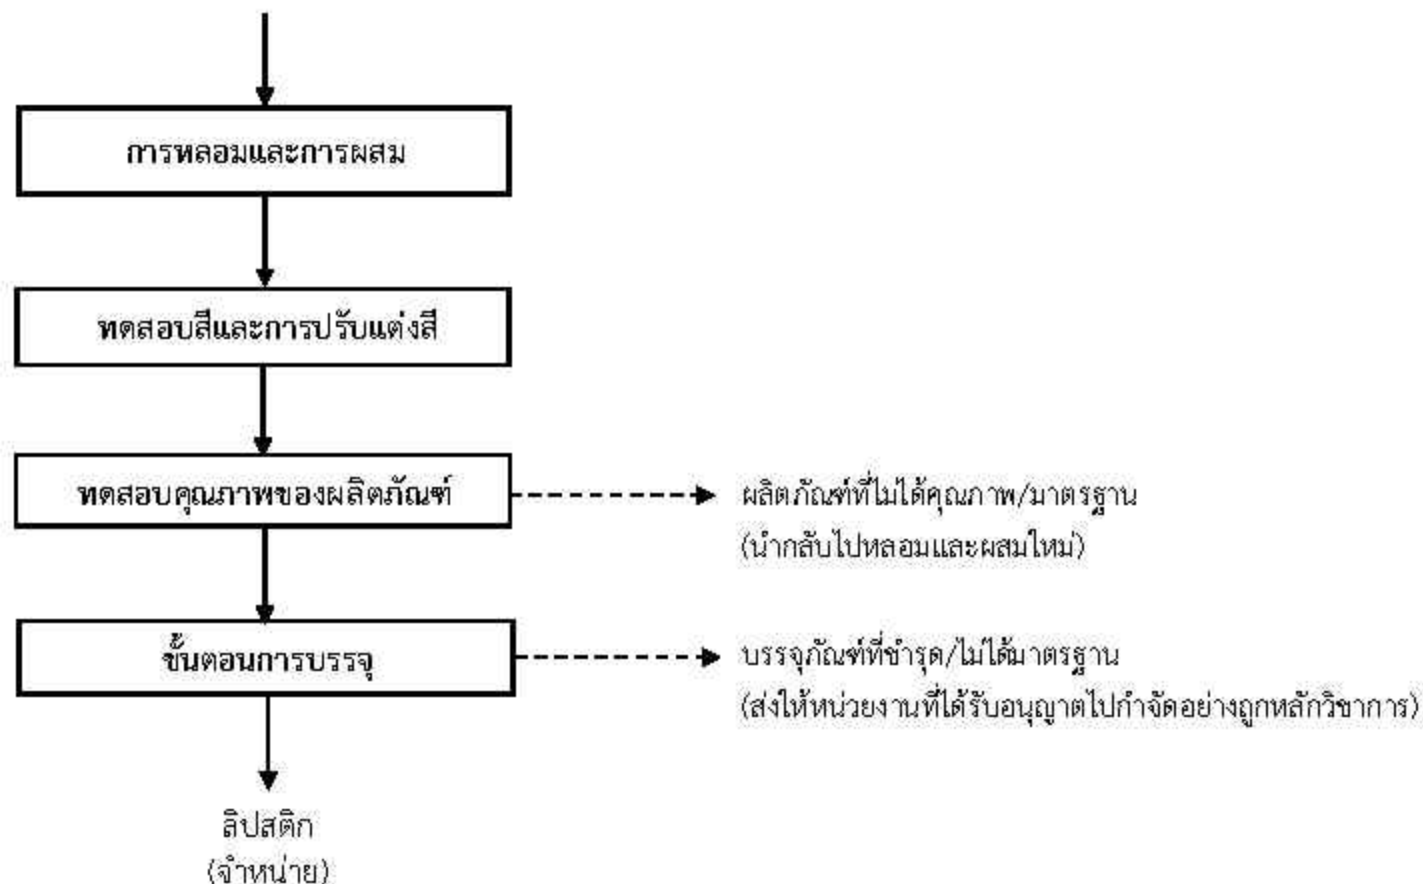 การหลอมและการผสม
ทดสอบสีและการปรับแต่งสี
ทดสอบคุณภาพของผลิตภัณฑ์
ผลิตภัณฑ์ที่ไม่ได้คุณภาพ/มาตรฐาน
(นำกลับไปหลอมและผสมใหม่)
ขั้นตอนการบรรจุ
บรรจุภัณฑ์ที่ชำรุด/ไม่ได้มาตรฐาน
(ส่งให้หน่วยงานที่ได้รับอนุญาตไปกำจัดอย่างถูกหลักวิชาการ)
ลิปสติก
(จำหน่าย)